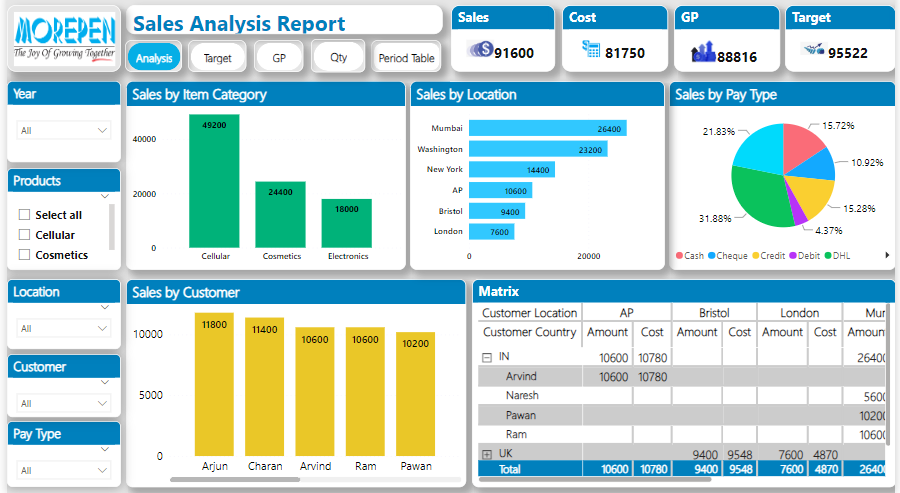 MOREPEN
The Joy Of Growing Together
Sales Analysis Report
Analysis
Target
GP
Qty
Period Table
Sales
91600
Cost
81750
GP
88816
Target
95522
Year
All
Products
Select all
Cellular
Cosmetics
Location
All
Customer
All
Pay Type
All
Sales by Item Category
40000
20000
0
49200
24400
18000
Cellular Cosmetics Electronics
Sales by Location
Mumbai 26400
Washington 23200
New York 14400
AP 10600
Bristol 9400
London 7600
0 20000
Sales by Pay Type
21.83% 15.72%
10.92%
15.28%
4.37%
31.88%
Cash Cheque Credit Debit DHL
Sales by Customer
10000
5000
0
11800 11400 10600 10600 10200
Arjun Charan Arvind Ram Pawan
Matrix
Customer Location AP Bristol London Mur
Customer Country Amount Cost Amount Cost Amount Cost Amoun
IN 10600 10780 26400
Arvind 10600 10780
Naresh 5600
Pawan 10200
Ram 10600
UK 9400 9548 7600 4870
Total 10600 10780 9400 9548 7600 4870 26400